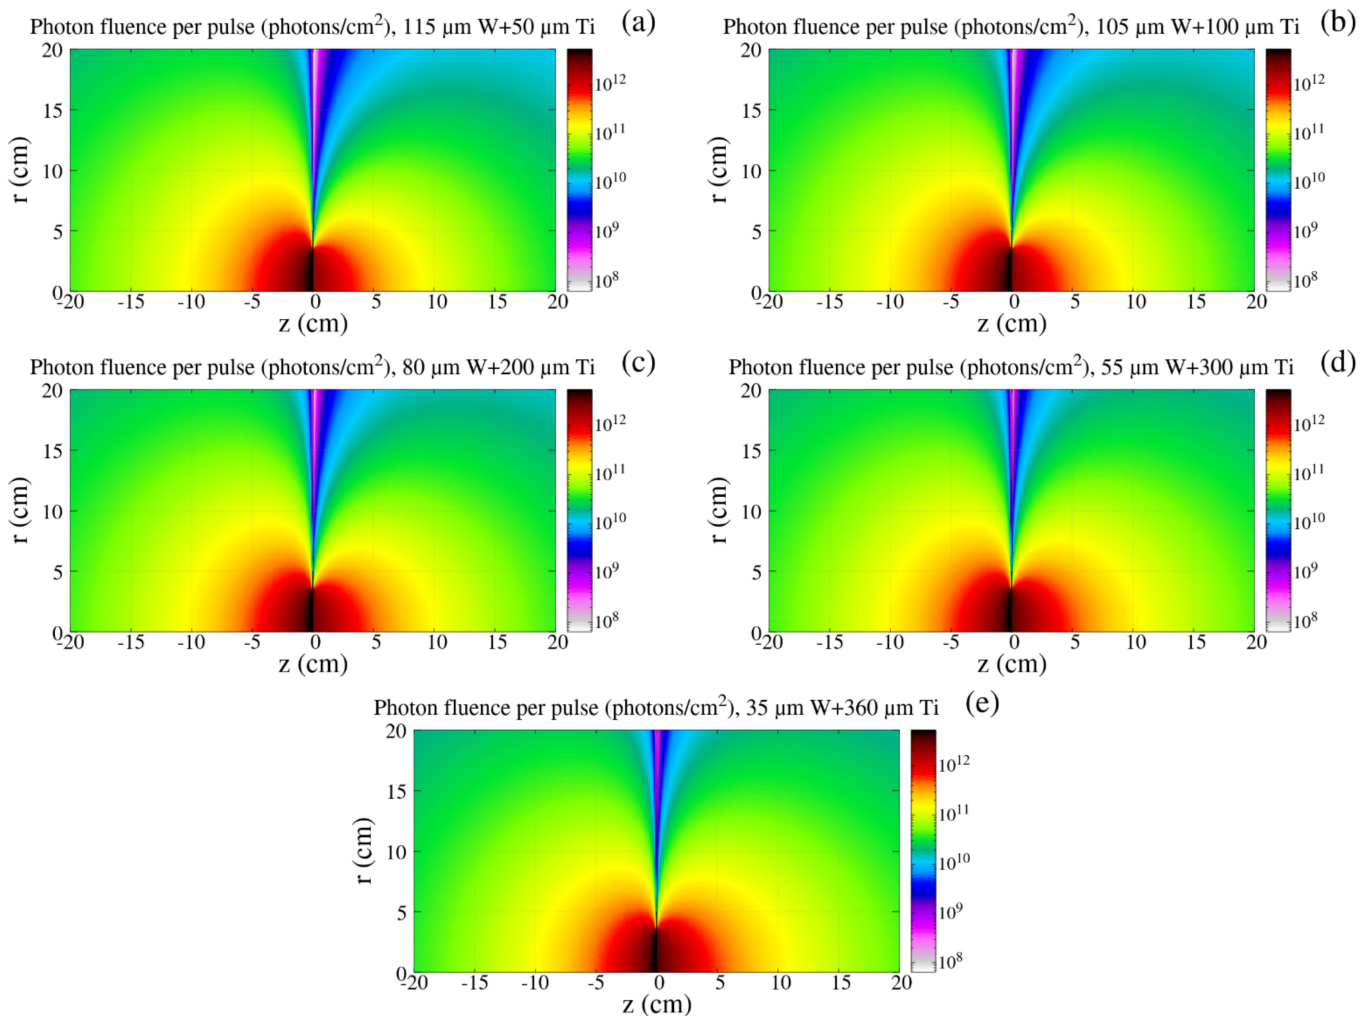 Photon fluence per pulse (photons/cm²), 115 µm W+50 µm Ti (a)
20
15
10
5
0
r (cm)
-20 -15 -10 -5 0 5 10 15 20
z (cm)
10¹²
10¹¹
10¹⁰
10⁹
10⁸
Photon fluence per pulse (photons/cm²), 105 µm W+100 µm Ti (b)
20
15
10
5
0
r (cm)
-20 -15 -10 -5 0 5 10 15 20
z (cm)
10¹²
10¹¹
10¹⁰
10⁹
10⁸
Photon fluence per pulse (photons/cm²), 80 µm W+200 µm Ti (c)
20
15
10
5
0
r (cm)
-20 -15 -10 -5 0 5 10 15 20
z (cm)
10¹²
10¹¹
10¹⁰
10⁹
10⁸
Photon fluence per pulse (photons/cm²), 55 µm W+300 µm Ti (d)
20
15
10
5
0
r (cm)
-20 -15 -10 -5 0 5 10 15 20
z (cm)
10¹²
10¹¹
10¹⁰
10⁹
10⁸
Photon fluence per pulse (photons/cm²), 35 µm W+360 µm Ti (e)
20
15
10
5
0
r (cm)
-20 -15 -10 -5 0 5 10 15 20
z (cm)
10¹²
10¹¹
10¹⁰
10⁹
10⁸